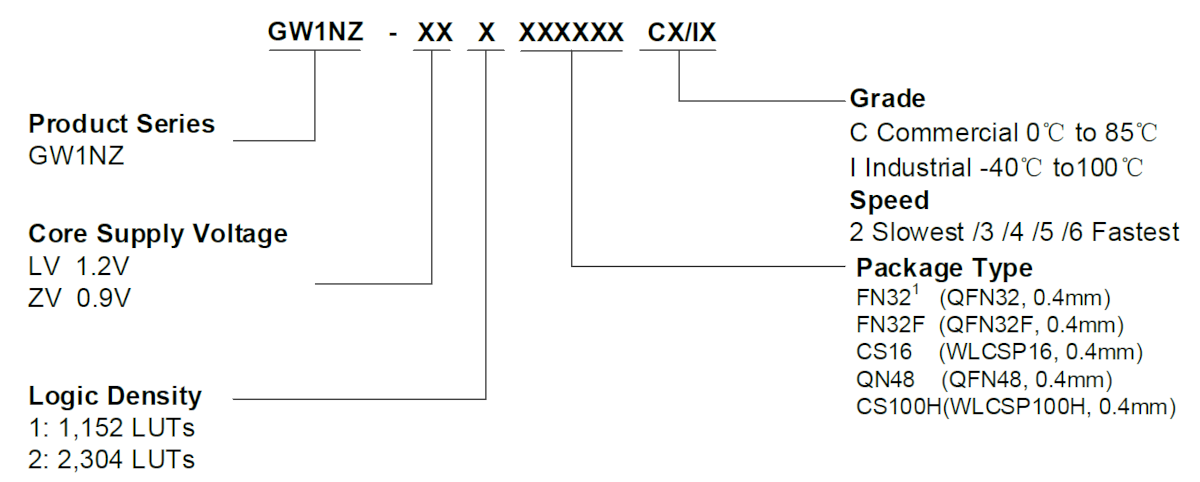 GW1NZ - XX X XXXXXX CX/IX
Product Series
GW1NZ
Core Supply Voltage
LV 1.2V
ZV 0.9V
Logic Density
1: 1,152 LUTs
2: 2,304 LUTs
Grade
C Commercial 0℃ to 85℃
I Industrial -40℃ to100℃
Speed
2 Slowest /3 /4 /5 /6 Fastest
Package Type
FN32¹ (QFN32, 0.4mm)
FN32F (QFN32F, 0.4mm)
CS16 (WLCSP16, 0.4mm)
QN48 (QFN48, 0.4mm)
CS100H(WLCSP100H, 0.4mm)